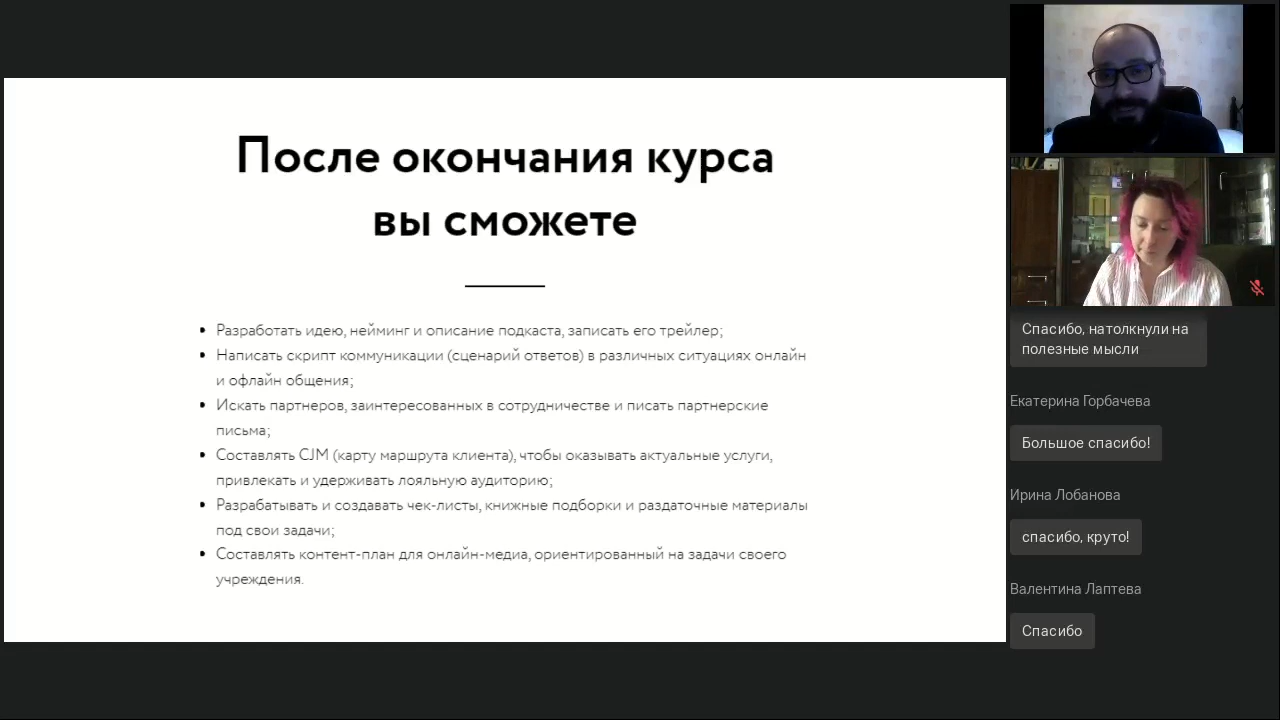 После окончания курса
вы сможете
Разработать идею, нейминг и описание подкаста, записать его трейлер;
Написать скрипт коммуникации (сценарий ответов) в различных ситуациях онлайн
и офлайн общения;
Искать партнеров, заинтересованных в сотрудничестве и писать партнерские
письма;
Составлять CJM (карту маршрута клиента), чтобы оказывать актуальные услуги,
привлекать и удерживать лояльную аудиторию;
Разрабатывать и создавать чек-листы, книжные подборки и раздаточные материалы
под свои задачи;
Составлять контент-план для онлайн-медиа, ориентированный на задачи своего
учреждения.
Спасибо, натолкнули на
полезные мысли
Екатерина Горбачева
Большое спасибо!
Ирина Лобанова
спасибо, круто!
Валентина Лаптева
Спасибо